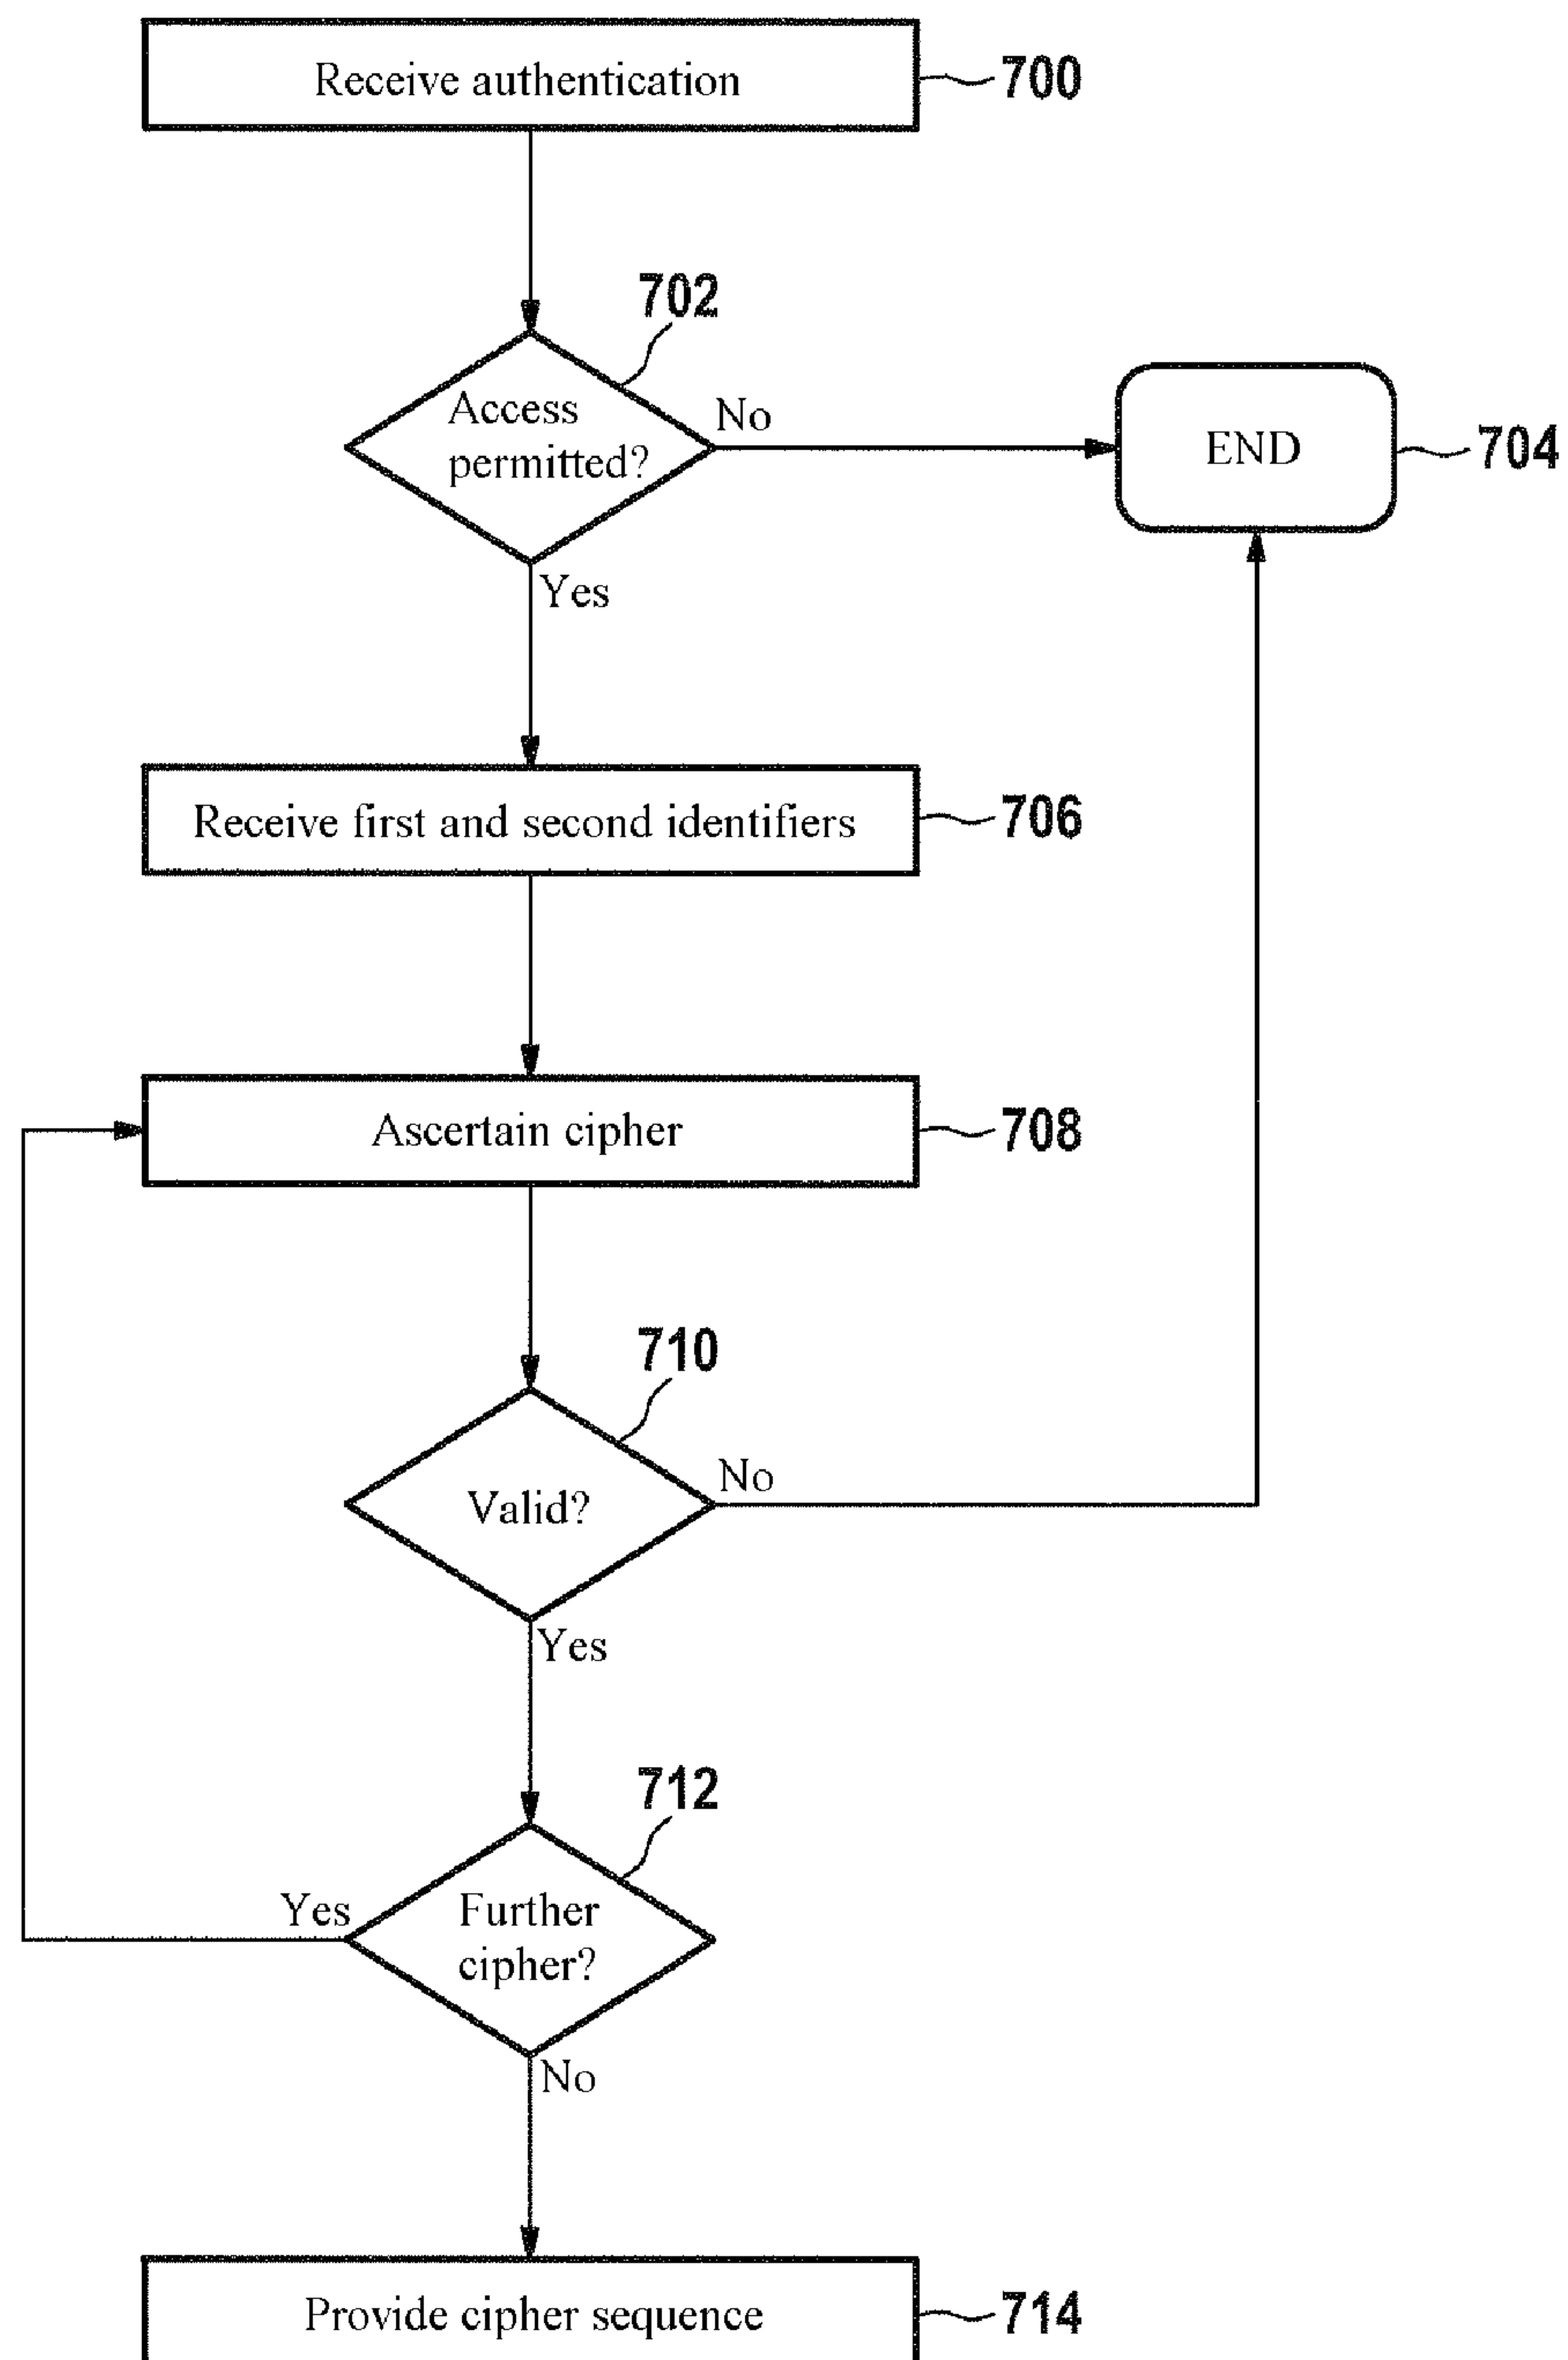 Receive authentication
700
702
Access
permitted?
No
END
704
Yes
Receive first and second identifiers
706
Ascertain cipher
708
710
Valid?
No
Yes
712
Yes
Further
cipher?
No
Provide cipher sequence
714